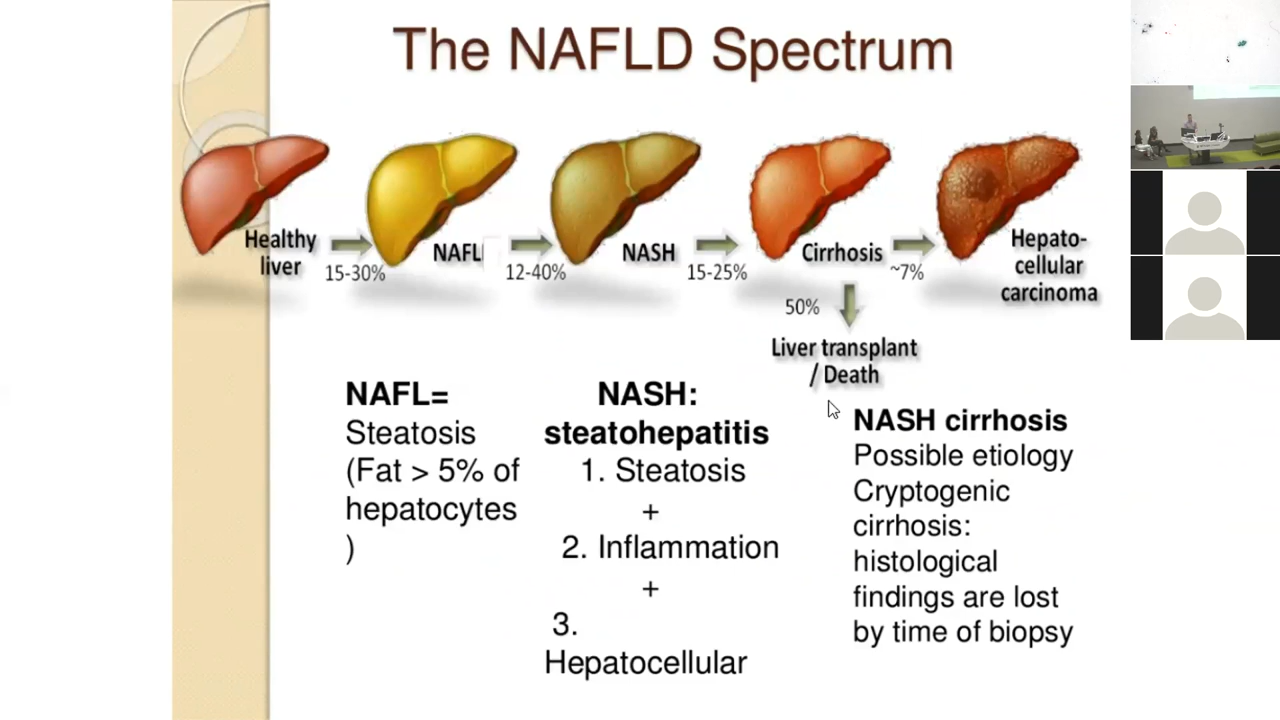 The NAFLD Spectrum
Healthy
liver
15-30%
NAFL
12-40%
NASH
15-25%
Cirrhosis
~7%
Hepato-
cellular
carcinoma
50%
Liver transplant
/ Death
NAFL=
Steatosis
(Fat > 5% of
hepatocytes
)
NASH:
steatohepatitis
1. Steatosis
+
2. Inflammation
+
3.
Hepatocellular
NASH cirrhosis
Possible etiology
Cryptogenic
cirrhosis:
histological
findings are lost
by time of biopsy